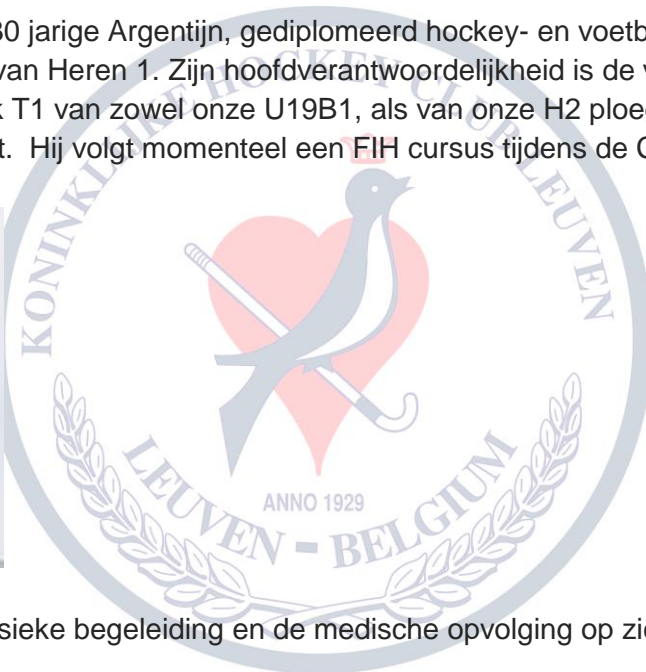 30 jarige Argentijn, gediplomeerd hockey- en
van Heren 1. Zijn hoofdverantwoordelijkheid is de
T1 van zowel onze U19B1, als van onze H2
Hij volgt momenteel een FIH cursus tijdens de
KONINKLIJKE HOCKEY CLUB LEUVEN
ANNO 1929
LEUVEN - BELGIUM
begeleiding en de medische opvolging op